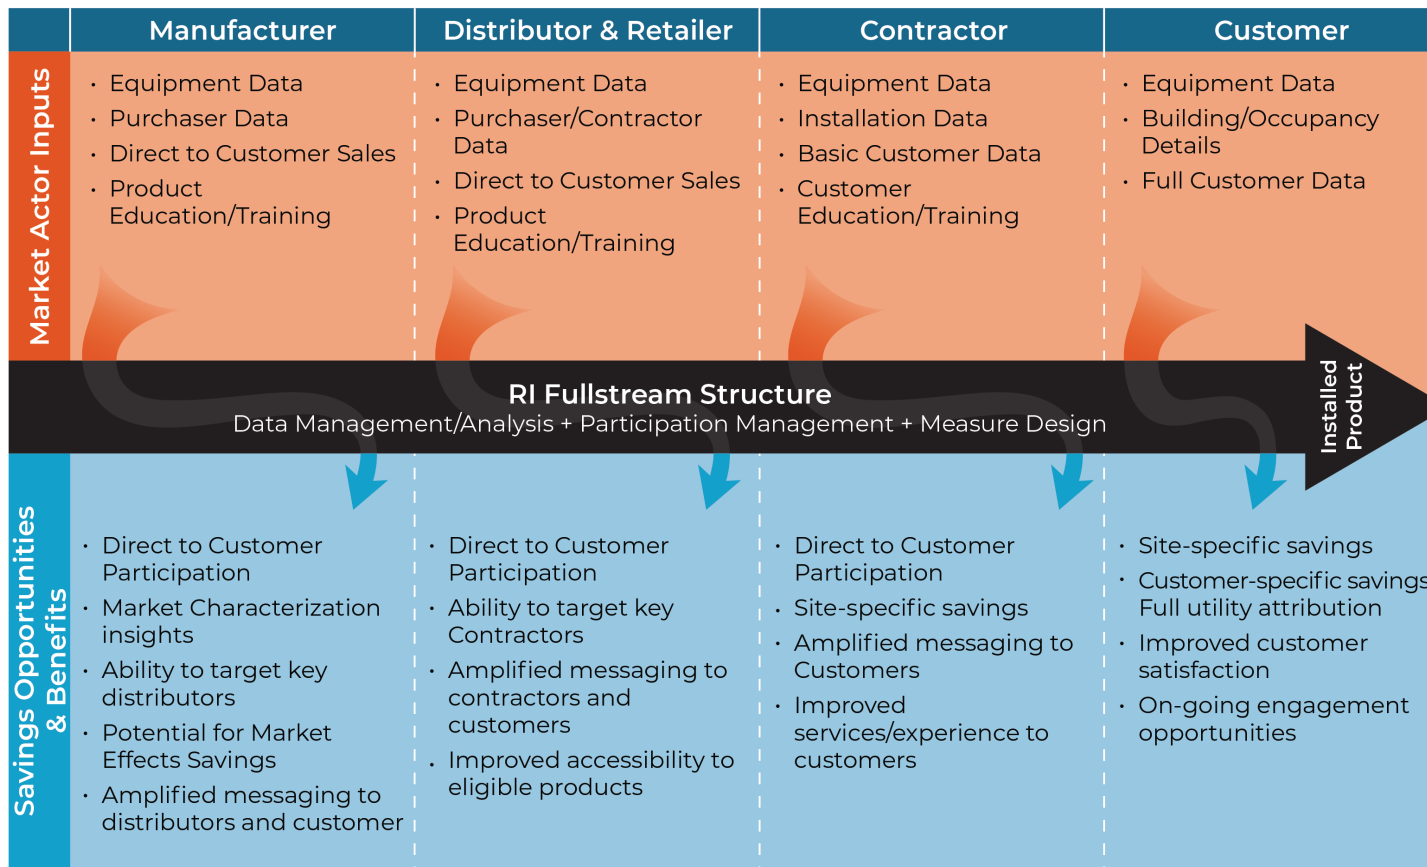 Manufacturer
Distributor & Retailer
Contractor
Customer
Market Actor Inputs
• Equipment Data
• Purchaser Data
• Direct to Customer Sales
• Product
Education/Training
• Equipment Data
• Purchaser/Contractor
Data
• Direct to Customer Sales
• Product
Education/Training
• Equipment Data
• Installation Data
• Basic Customer Data
• Customer
Education/Training
• Equipment Data
• Building/Occupancy
Details
• Full Customer Data
RI Fullstream Structure
Data Management/Analysis + Participation Management + Measure Design
Installed
Product
Savings Opportunities
& Benefits
• Direct to Customer
Participation
• Market Characterization
insights
• Ability to target key
distributors
• Potential for Market
Effects Savings
• Amplified messaging to
distributors and customer
• Direct to Customer
Participation
• Ability to target key
Contractors
• Amplified messaging to
contractors and
customers
• Improved accessibility to
eligible products
• Direct to Customer
Participation
• Site-specific savings
• Amplified messaging to
Customers
• Improved
services/experience to
customers
• Site-specific savings
• Customer-specific savings
Full utility attribution
• Improved customer
satisfaction
• On-going engagement
opportunities